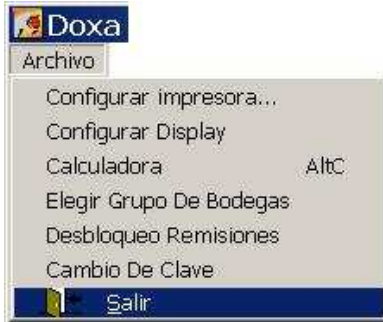 Doxa
Archivo
Configurar impresora...
Configurar Display
Calculadora AltC
Elegir Grupo De Bodegas
Desbloqueo Remisiones
Cambio De Clave
Salir